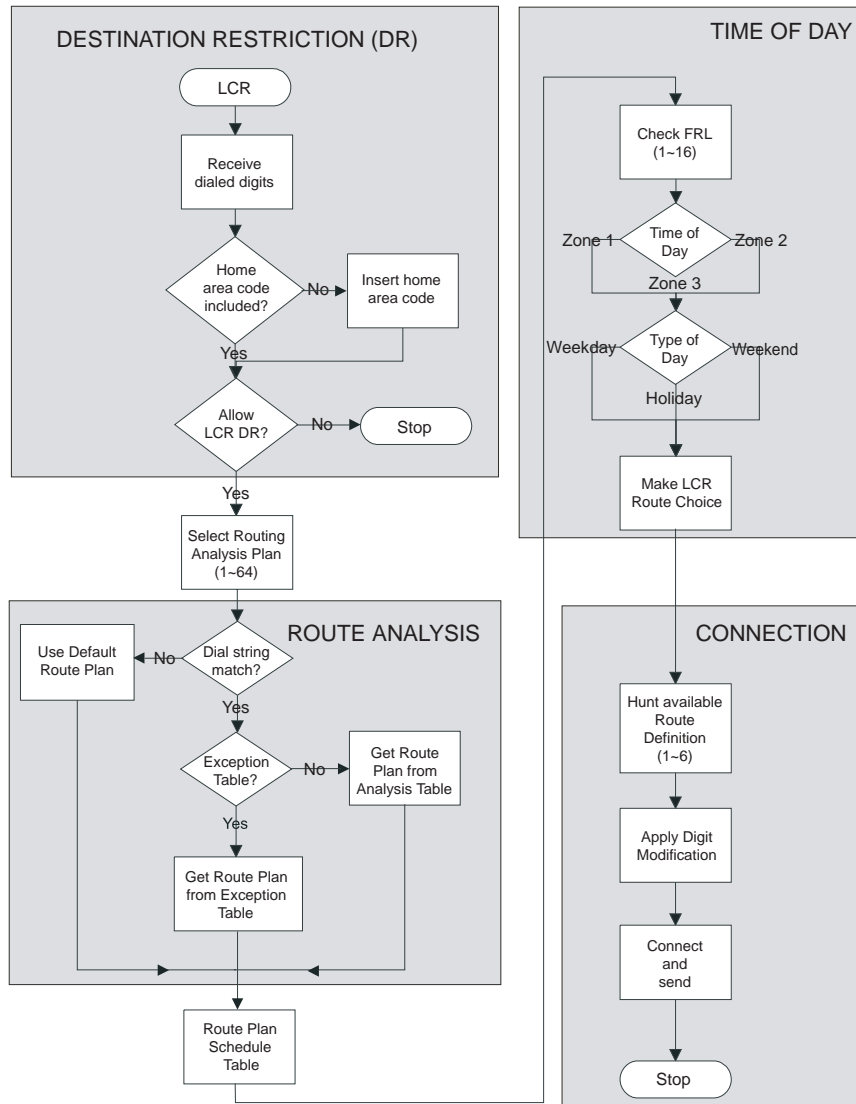 DESTINATION RESTRICTION (DR)
LCR
Receive
dialed digits
Home
area code
included?
No
Insert home
area code
Yes
Allow
LCR DR?
No
Stop
Yes
Select Routing
Analysis Plan
(1~64)
ROUTE ANALYSIS
Dial string
match?
No
Use Default
Route Plan
Yes
Exception
Table?
No
Get Route
Plan from
Analysis Table
Yes
Get Route Plan
from Exception
Table
Route Plan
Schedule
Table
TIME OF DAY
Check FRL
(1~16)
Zone 1
Time of
Day
Zone 2
Zone 3
Weekday
Type of
Day
Weekend
Holiday
Make LCR
Route Choice
CONNECTION
Hunt available
Route
Definition
(1~6)
Apply Digit
Modification
Connect
and
send
Stop